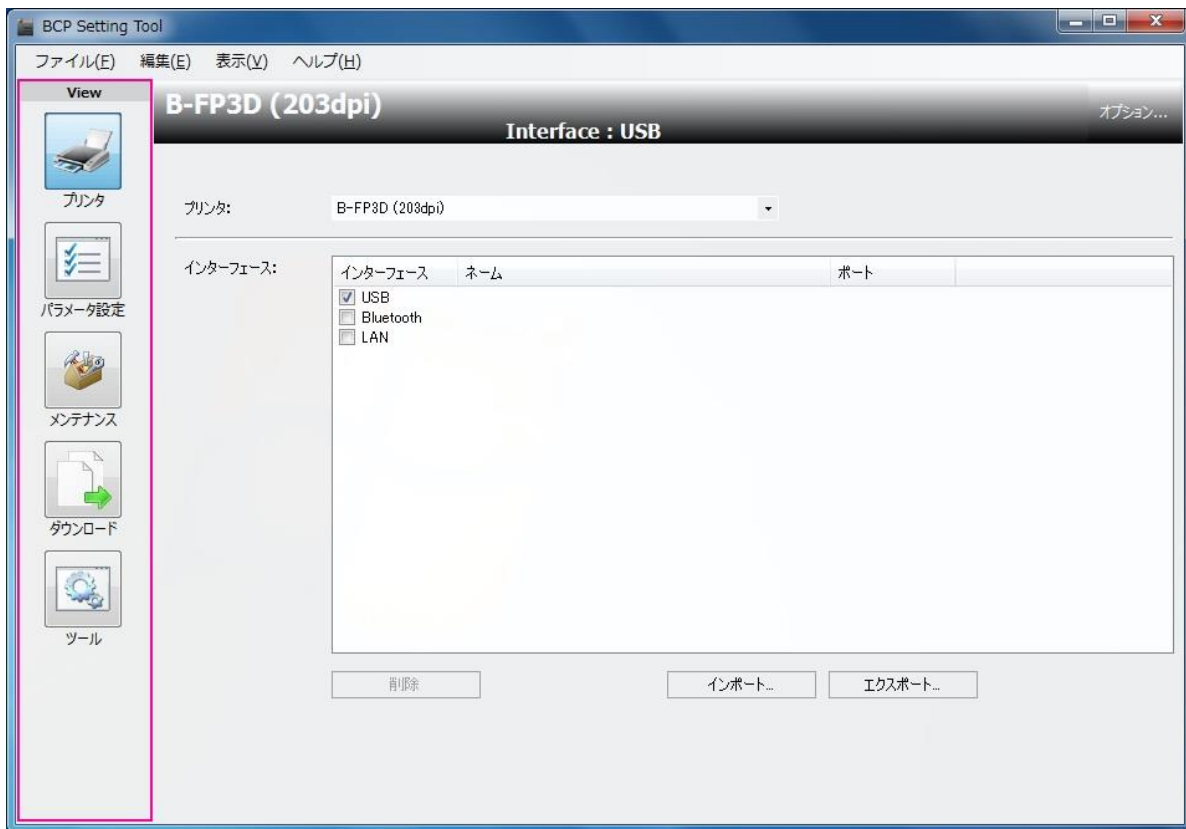 BCP Setting Tool
ファイル(F) 編集(E) 表示(V) ヘルプ(H)
View
B-FP3D (203dpi)
オプション...
Interface : USB
プリンタ
プリンタ: B-FP3D (203dpi)
インターフェース:
インターフェース ネーム ポート
USB
Bluetooth
LAN
パラメータ設定
メンテナンス
ダウンロード
ツール
削除 インポート... エクスポート...